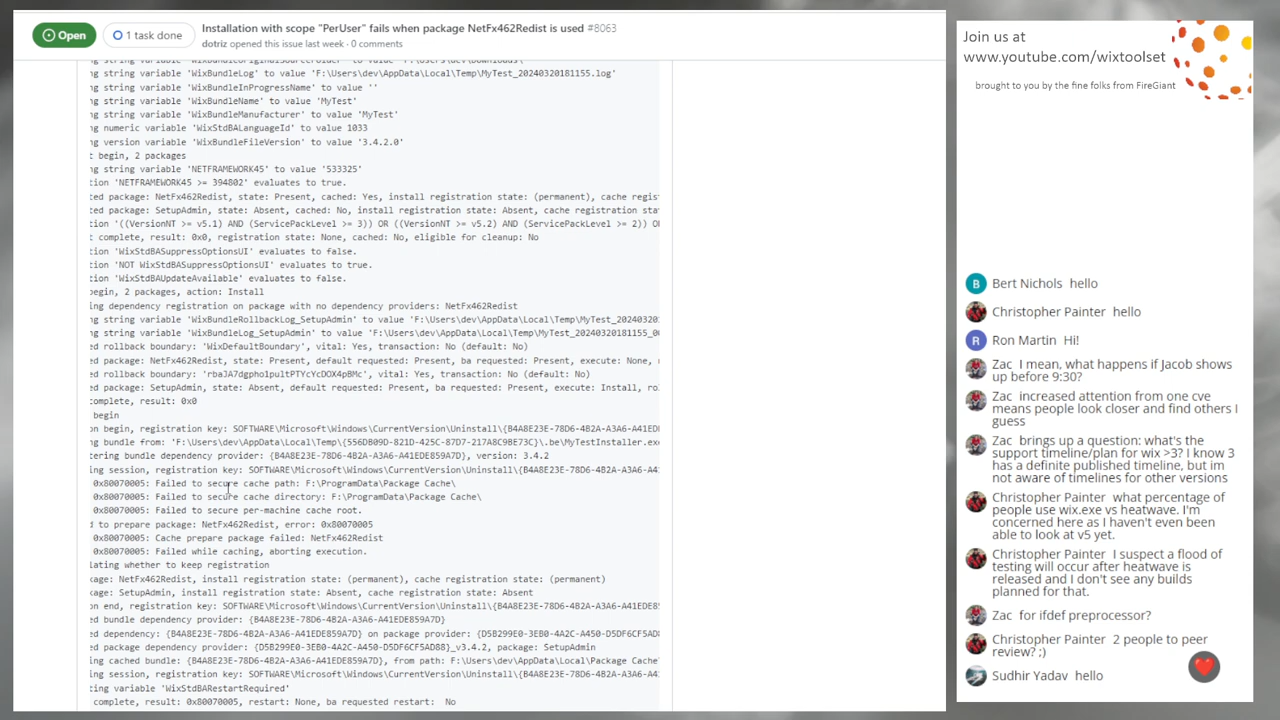 Open
1 task done
Installation with scope "PerUser" fails when package NetFx462Redist is used #8063
dotriz opened this issue last week · 0 comments
ng string variable 'WixBundleOriginalSourceFolder' to value 'F:\Users\dev\Downloads\'
ng string variable 'WixBundleLog' to value 'F:\Users\dev\AppData\Local\Temp\MyTest_20240320181155.log'
ng string variable 'WixBundleInProgressName' to value ''
ng string variable 'WixBundleName' to value 'MyTest'
ng string variable 'WixBundleManufacturer' to value 'MyTest'
ng numeric variable 'WixStdBALanguageId' to value 1033
ng version variable 'WixBundleFileVersion' to value '3.4.2.0'
t begin, 2 packages
ng string variable 'NETFRAMEWORK45' to value '533325'
tion 'NETFRAMEWORK45 >= 394802' evaluates to true.
ted package: NetFx462Redist, state: Present, cached: Yes, install registration state: (permanent), cache regist
ted package: SetupAdmin, state: Absent, cached: No, install registration state: Absent, cache registration sta
tion '((VersionNT >= v5.1) AND (ServicePackLevel >= 3)) OR ((VersionNT >= v5.2) AND (ServicePackLevel >= 2)) OR
t complete, result: 0x0, registration state: None, cached: No, eligible for cleanup: No
tion 'WixStdBASuppressOptionsUI' evaluates to false.
tion 'NOT WixStdBASuppressOptionsUI' evaluates to true.
tion 'WixStdBAUpdateAvailable' evaluates to false.
begin, 2 packages, action: Install
ing dependency registration on package with no dependency providers: NetFx462Redist
ng string variable 'WixBundleRollbackLog_SetupAdmin' to value 'F:\Users\dev\AppData\Local\Temp\MyTest_202403201
ng string variable 'WixBundleLog_SetupAdmin' to value 'F:\Users\dev\AppData\Local\Temp\MyTest_20240320181155_00
ed rollback boundary: 'WixDefaultBoundary', vital: Yes, transaction: No (default: No)
ed package: NetFx462Redist, state: Present, default requested: Present, ba requested: Present, execute: None,
ed rollback boundary: 'rbaJA7dgpho1pultPTYcYcDOX4pBMc', vital: Yes, transaction: No (default: No)
ed package: SetupAdmin, state: Absent, default requested: Present, ba requested: Present, execute: Install, rol
complete, result: 0x0
begin
on begin, registration key: SOFTWARE\Microsoft\Windows\CurrentVersion\Uninstall\{B4A8E23E-78D6-4B2A-A3A6-A41EDE
ing bundle from: 'F:\Users\dev\AppData\Local\Temp\{556DB09D-821D-425C-87D7-217A8C9BE73C}\.be\MyTestInstaller.exe
tering bundle dependency provider: {B4A8E23E-78D6-4B2A-A3A6-A41EDE859A7D}, version: 3.4.2
ing session, registration key: SOFTWARE\Microsoft\Windows\CurrentVersion\Uninstall\{B4A8E23E-78D6-4B2A-A3A6-A41
0x80070005: Failed to secure cache path: F:\ProgramData\Package Cache\
0x80070005: Failed to secure cache directory: F:\ProgramData\Package Cache\
0x80070005: Failed to secure per-machine cache root.
d to prepare package: NetFx462Redist, error: 0x80070005
0x80070005: Cache prepare package failed: NetFx462Redist
0x80070005: Failed while caching, aborting execution.
lating whether to keep registration
kage: NetFx462Redist, install registration state: (permanent), cache registration state: (permanent)
kage: SetupAdmin, install registration state: Absent, cache registration state: Absent
on end, registration key: SOFTWARE\Microsoft\Windows\CurrentVersion\Uninstall\{B4A8E23E-78D6-4B2A-A3A6-A41EDE85
ed bundle dependency provider: {B4A8E23E-78D6-4B2A-A3A6-A41EDE859A7D}
ed dependency: {B4A8E23E-78D6-4B2A-A3A6-A41EDE859A7D} on package provider: {D5B299E0-3EB0-4A2C-A450-D5DF6CF5AD8
ed package dependency provider: {D5B299E0-3EB0-4A2C-A450-D5DF6CF5AD88}_v3.4.2, package: SetupAdmin
ing cached bundle: {B4A8E23E-78D6-4B2A-A3A6-A41EDE859A7D}, from path: F:\Users\dev\AppData\Local\Package Cache\
ing session, registration key: SOFTWARE\Microsoft\Windows\CurrentVersion\Uninstall\{B4A8E23E-78D6-4B2A-A3A6-A41
ting variable 'WixStdBARestartRequired'
complete, result: 0x80070005, restart: None, ba requested restart: No
Join us at
www.youtube.com/wixtoolset
brought to you by the fine folks from FireGiant
B Bert Nichols hello
Christopher Painter hello
R Ron Martin Hi!
Zac I mean, what happens if Jacob shows
up before 9:30?
Zac increased attention from one cve
means people look closer and find others I
guess
Zac brings up a question: what's the
support timeline/plan for wix >3? I know 3
has a definite published timeline, but im
not aware of timelines for other versions
Christopher Painter what percentage of
people use wix.exe vs heatwave. I'm
concerned here as I haven't even been
able to look at v5 yet.
Christopher Painter I suspect a flood of
testing will occur after heatwave is
released and I don't see any builds
planned for that.
Zac for ifdef preprocessor?
Christopher Painter 2 people to peer
review? ;)
Sudhir Yadav hello